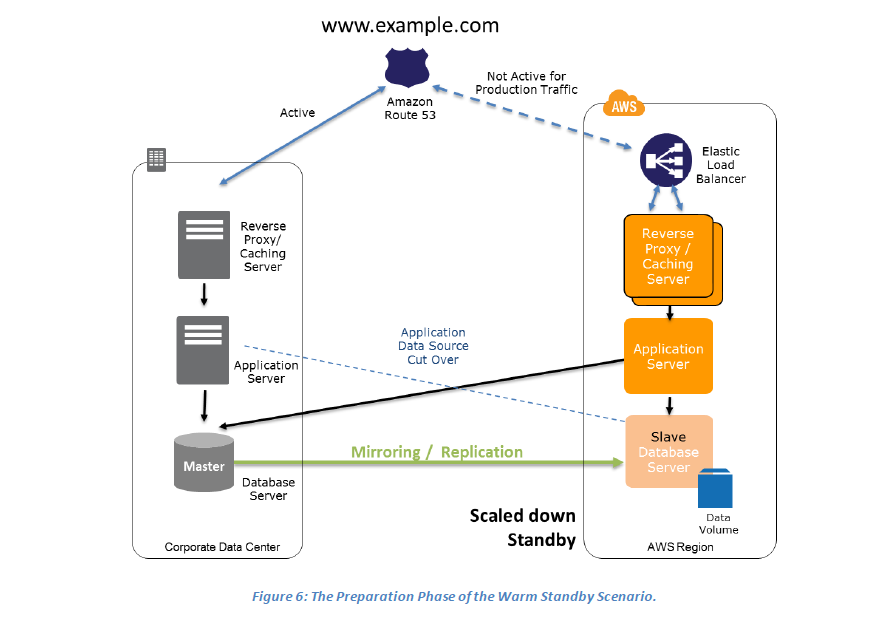 www.example.com
Amazon
Route 53
Active
Not Active for
Production Traffic
AWS
Elastic
Load
Balancer
Reverse
Proxy/
Caching
Server
Reverse
Proxy /
Caching
Server
Application
Server
Application
Data Source
Cut Over
Application
Server
Master
Database
Server
Mirroring / Replication
Slave
Database
Server
Data
Volume
Scaled down
Standby
Corporate Data Center
AWS Region
Figure 6: The Preparation Phase of the Warm Standby Scenario.